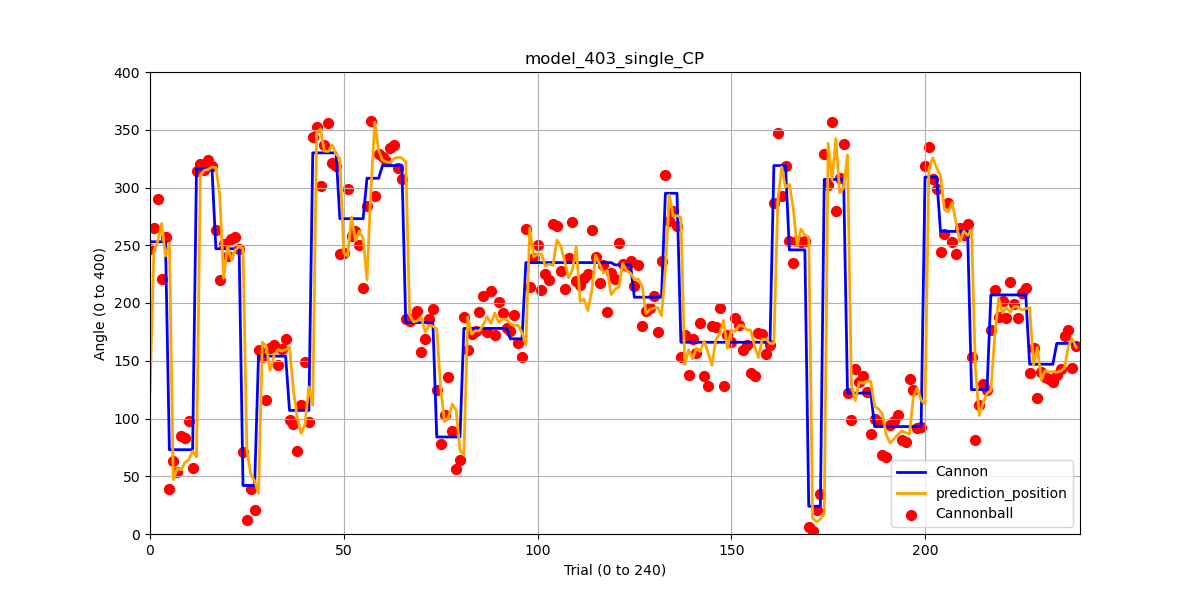 model_403_single_CP
400
350
300
250
200
150
100
50
0
Angle (0 to 400)
0 50 100 150 200
Trial (0 to 240)
Cannon
prediction_position
Cannonball